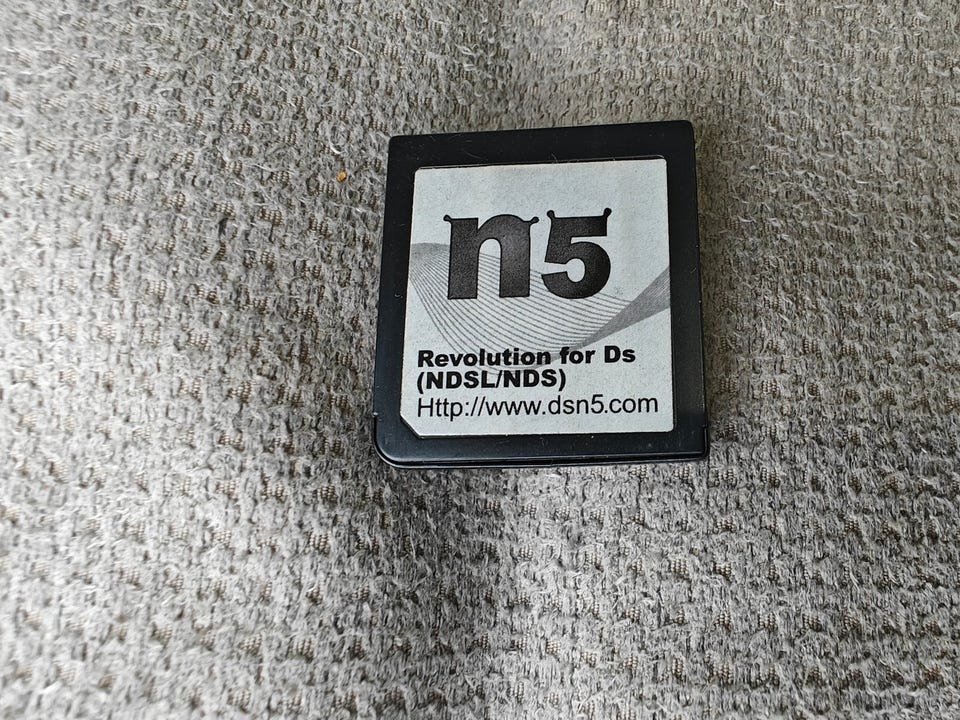 n5
Revolution for Ds
(NDSL/NDS)
Http://www.dsn5.com